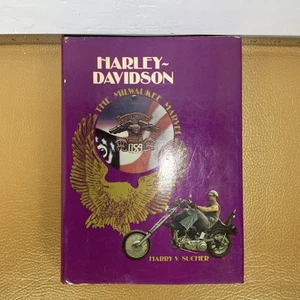 HARLEY~
DAVIDSON
THE MILWAUKEE MARVEL
HARRY V. SUCHER